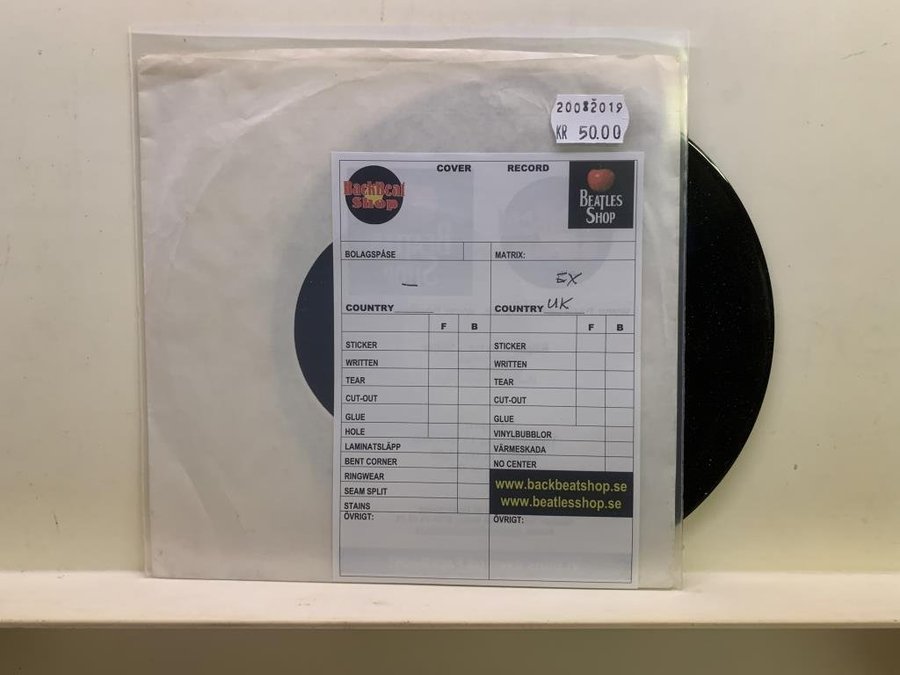 20082019
KR 50.00
COVER RECORD
BackBeat
Shop
BEATLES
SHOP
BOLAGSPÅSE MATRIX:
– EX
COUNTRY ______ COUNTRY UK
F B F B
STICKER STICKER
WRITTEN WRITTEN
TEAR TEAR
CUT-OUT CUT-OUT
GLUE GLUE
HOLE VINYLBUBBLOR
LAMINATSLÄPP VÄRMESKADA
BENT CORNER NO CENTER
RINGWEAR
www.backbeatshop.se
SEAM SPLIT
www.beatlesshop.se
STAINS
ÖVRIGT: ÖVRIGT: